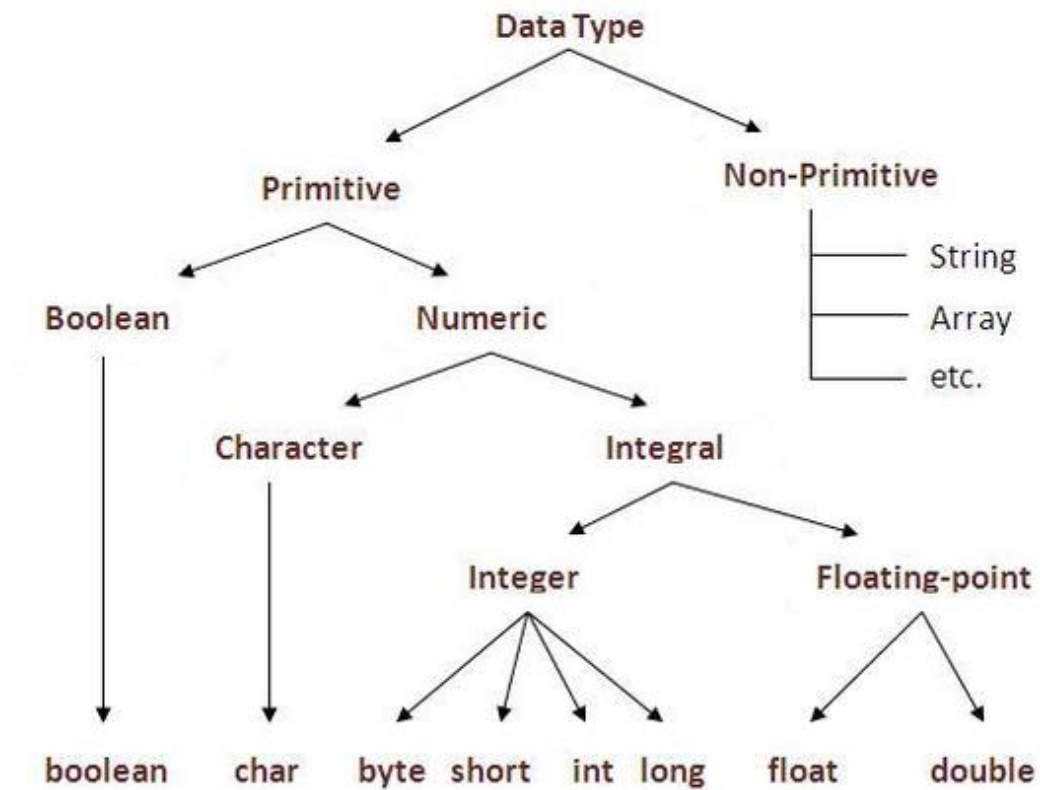 Data Type
Primitive
Non-Primitive
String
Array
etc.
Boolean
Numeric
Character
Integral
Integer
Floating-point
boolean
char
byte
short
int
long
float
double